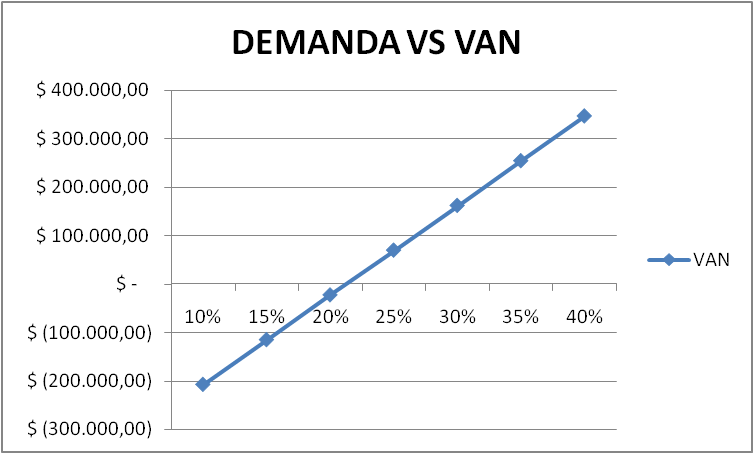 DEMANDA VS VAN
$ 400.000,00
$ 300.000,00
$ 200.000,00
$ 100.000,00
$ -
$ (100.000,00)
$ (200.000,00)
$ (300.000,00)
10% 15% 20% 25% 30% 35% 40%
VAN